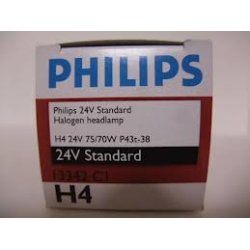 PHILIPS
Philips 24V Standard
Halogen headlamp
H4 24V 75/70W P43t-38
24V Standard
13342-C1
H4